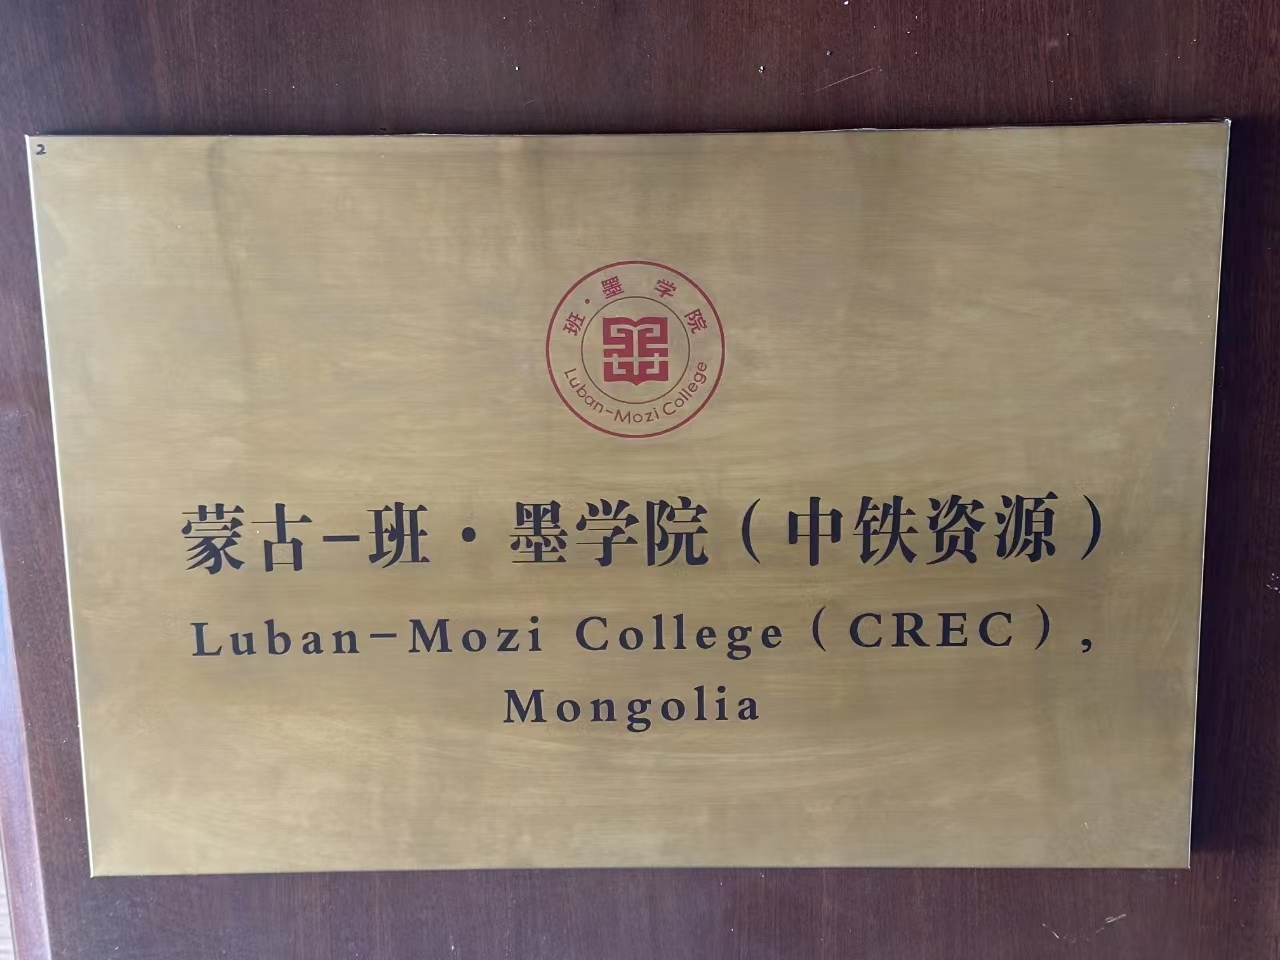 2
班·墨学院
Luban-Mozi College
蒙古-班·墨学院（中铁资源）
Luban-Mozi College（CREC）,
Mongolia